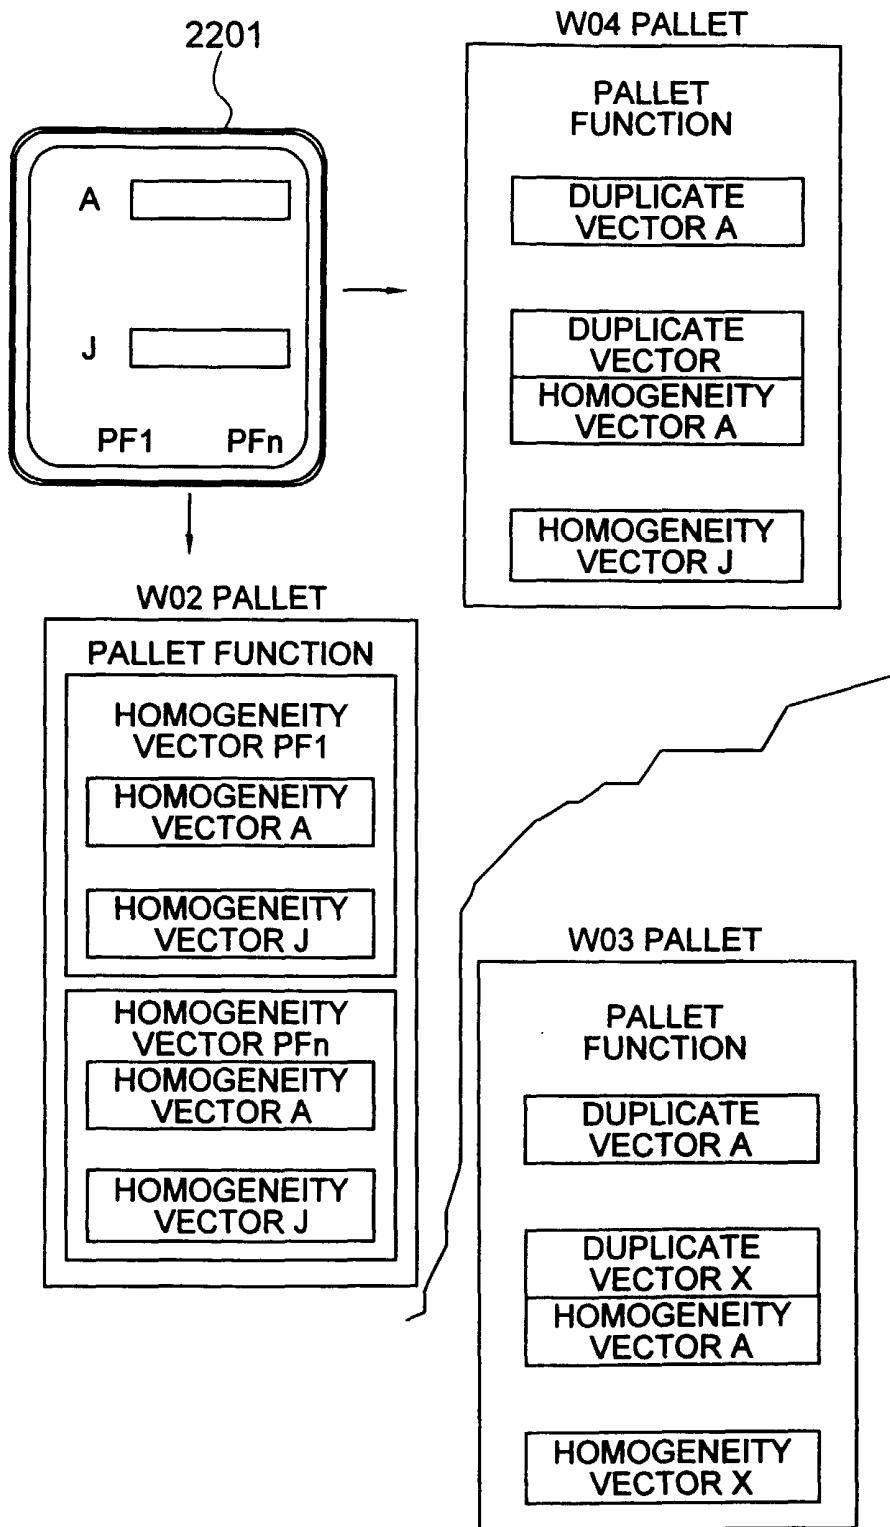 2201
A
J
PF1 PFn
W04 PALLET
PALLET
FUNCTION
DUPLICATE
VECTOR A
DUPLICATE
VECTOR
HOMOGENEITY
VECTOR A
HOMOGENEITY
VECTOR J
W02 PALLET
PALLET FUNCTION
HOMOGENEITY
VECTOR PF1
HOMOGENEITY
VECTOR A
HOMOGENEITY
VECTOR J
HOMOGENEITY
VECTOR PFn
HOMOGENEITY
VECTOR A
HOMOGENEITY
VECTOR J
W03 PALLET
PALLET
FUNCTION
DUPLICATE
VECTOR A
DUPLICATE
VECTOR X
HOMOGENEITY
VECTOR A
HOMOGENEITY
VECTOR X